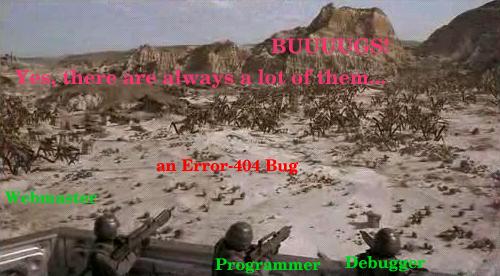 BUUUUGS!
Yes, there are always a lot of them...
an Error-404 Bug
Webmaster
Programmer
Debugger